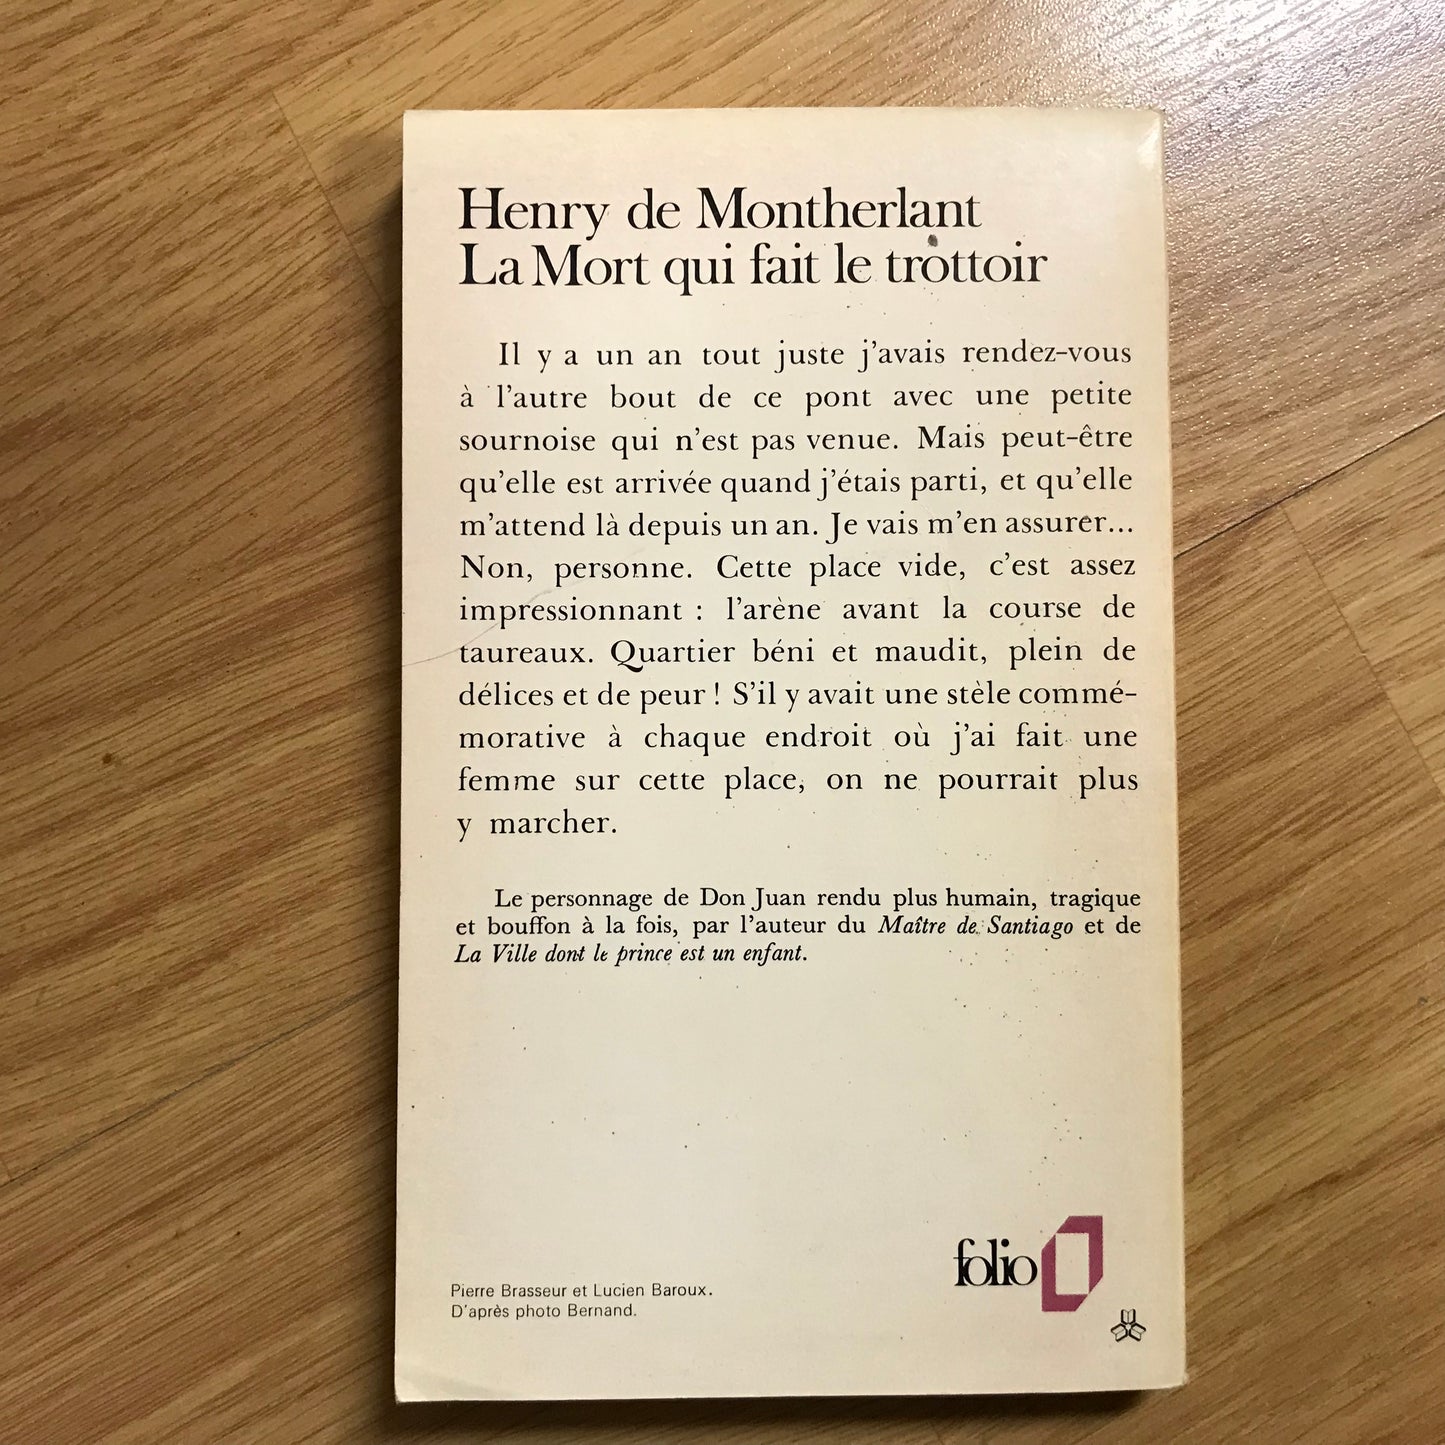 Henry de Montherlant
La Mort qui fait le trottoir
Il y a un an tout juste j'avais rendez-vous
à l'autre bout de ce pont avec une petite
sournoise qui n'est pas venue. Mais peut-être
qu'elle est arrivée quand j'étais parti, et qu'elle
m'attend là depuis un an. Je vais m'en assurer...
Non, personne. Cette place vide, c'est assez
impressionnant : l'arène avant la course de
taureaux. Quartier béni et maudit, plein de
délices et de peur ! S'il y avait une stèle commé-
morative à chaque endroit où j'ai fait une
femme sur cette place, on ne pourrait plus
y marcher.
Le personnage de Don Juan rendu plus humain, tragique
et bouffon à la fois, par l'auteur du Maître de Santiago et de
La Ville dont le prince est un enfant.
folio
Pierre Brasseur et Lucien Baroux.
D'après photo Bernand.